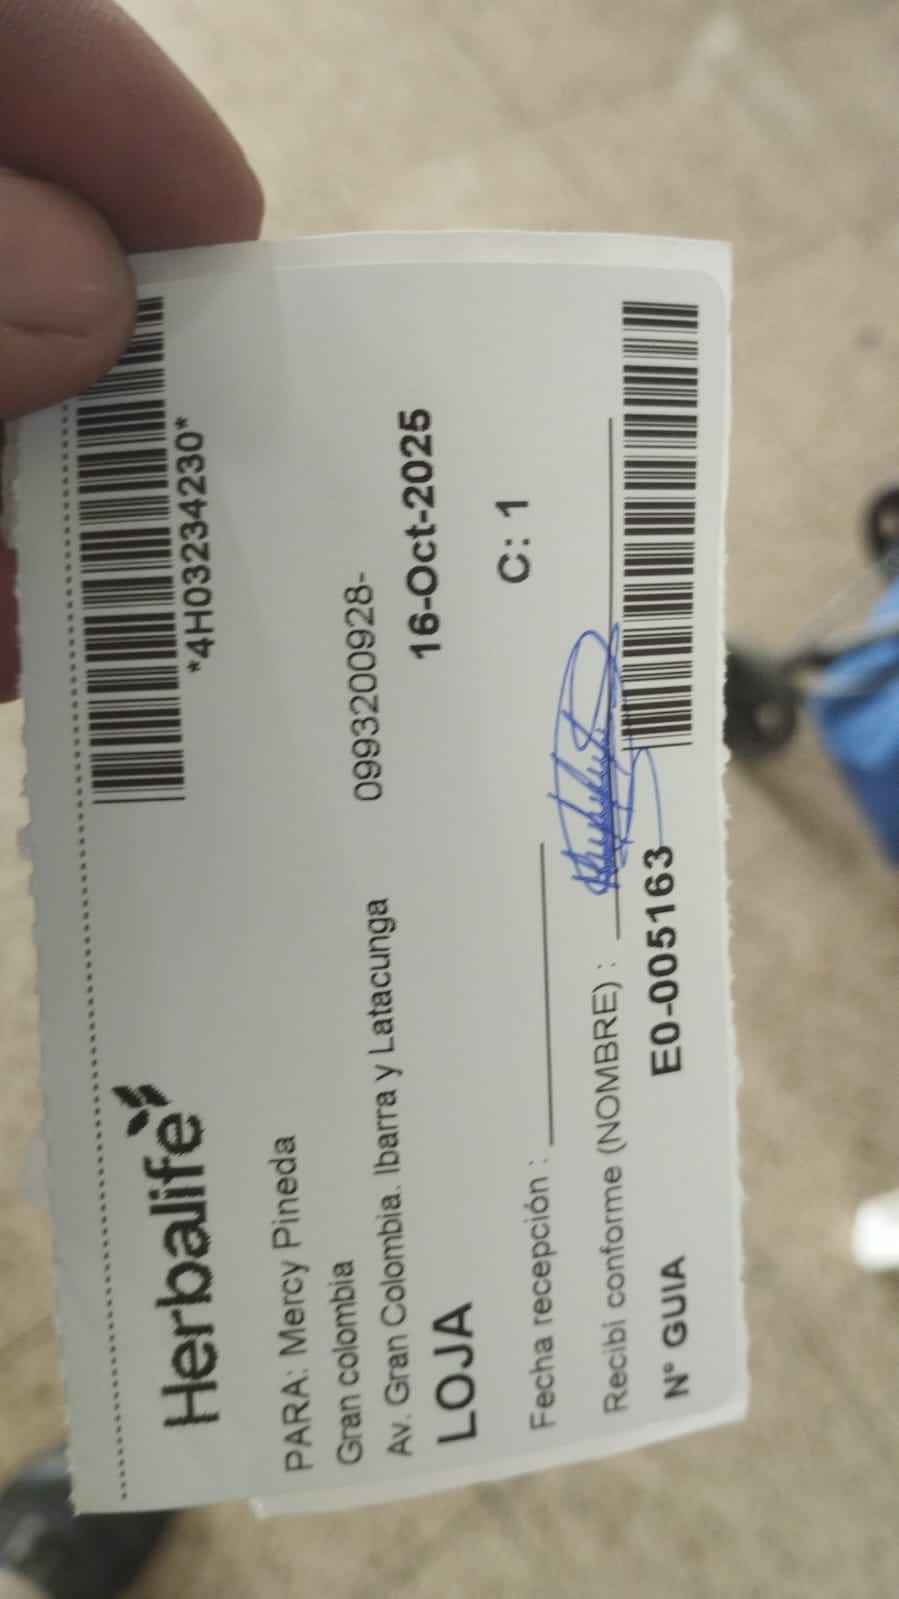 *4H03234230*
Herbalife
PARA: Mercy Pineda
Gran colombia 0993200928-
Av. Gran Colombia. Ibarra y Latacunga
LOJA 16-Oct-2025
C: 1
Fecha recepción :
Recibi conforme (NOMBRE) :
N° GUIA E0-005163